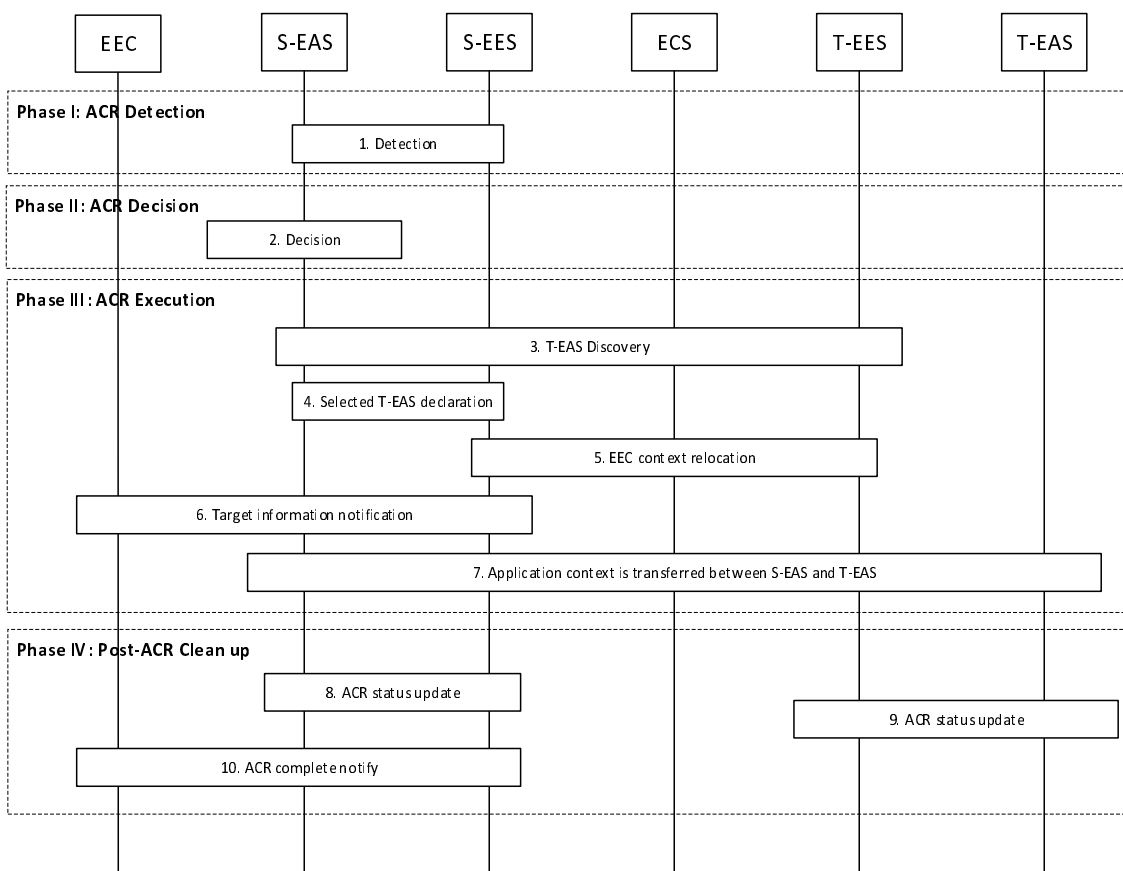 EEC
S-EAS
S-EES
ECS
T-EES
T-EAS
Phase I: ACR Detection
1. Detection
Phase II: ACR Decision
2. Decision
Phase III: ACR Execution
3. T-EAS Discovery
4. Selected T-EAS declaration
5. EEC context relocation
6. Target information notification
7. Application context is transferred between S-EAS and T-EAS
Phase IV: Post-ACR Clean up
8. ACR status update
9. ACR status update
10. ACR complete notify